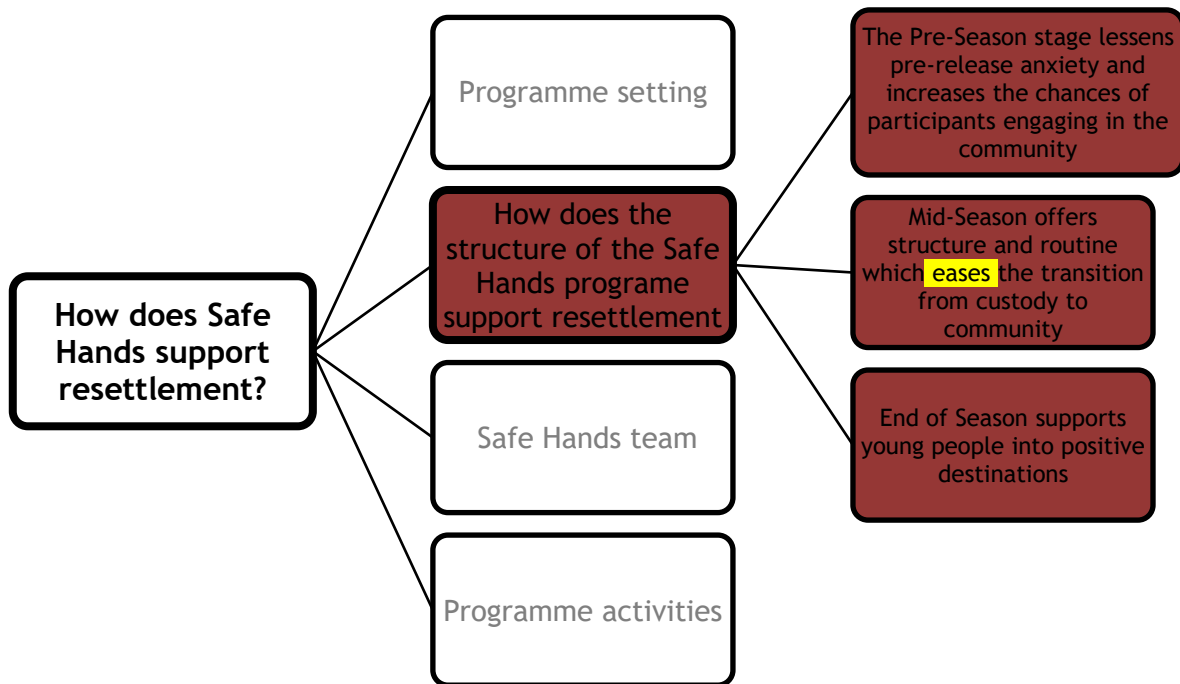 How does Safe
Hands support
resettlement?
Programme setting
How does the
structure of the Safe
Hands programe
support resettlement
Safe Hands team
Programme activities
The Pre-Season stage lessens
pre-release anxiety and
increases the chances of
participants engaging in the
community
Mid-Season offers
structure and routine
which eases the transition
from custody to
community
End of Season supports
young people into positive
destinations